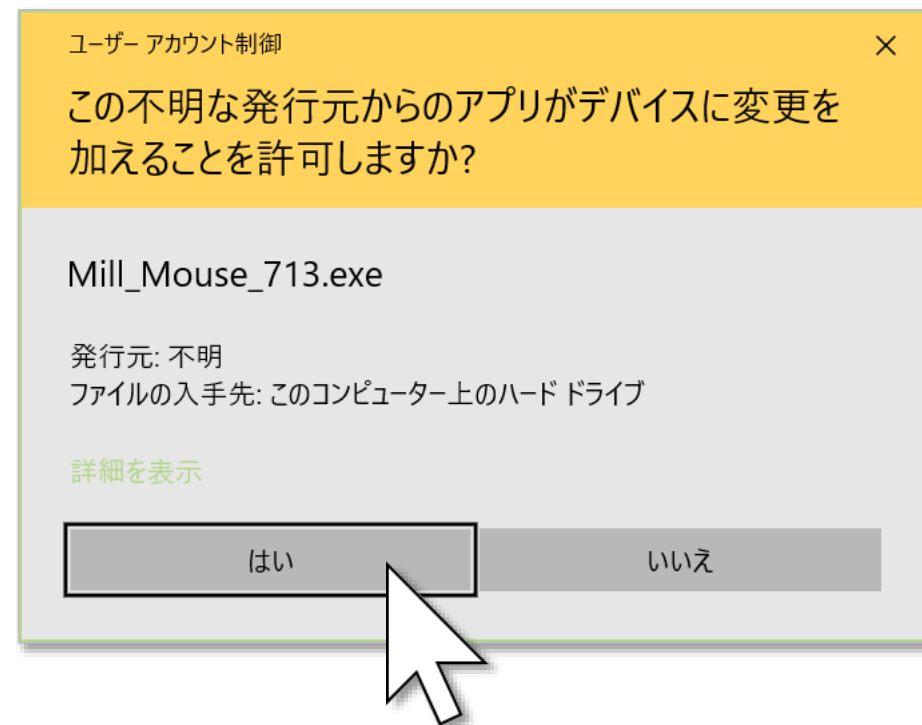 ユーザー アカウント制御
この不明な発行元からのアプリがデバイスに変更を
加えることを許可しますか?
Mill_Mouse_713.exe
発行元: 不明
ファイルの入手先: このコンピューター上のハード ドライブ
詳細を表示
はい
いいえ